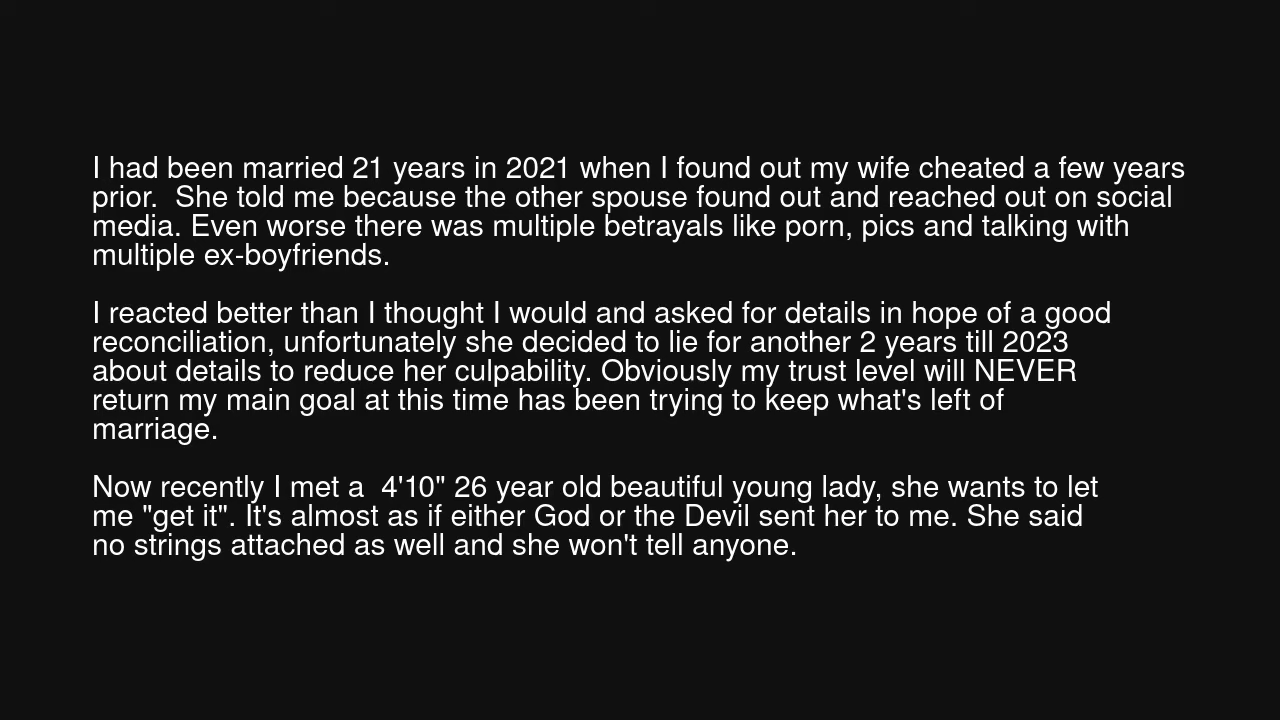 I had been married 21 years in 2021 when I found out my wife cheated a few years
prior.  She told me because the other spouse found out and reached out on social
media. Even worse there was multiple betrayals like porn, pics and talking with
multiple ex-boyfriends.

I reacted better than I thought I would and asked for details in hope of a good
reconciliation, unfortunately she decided to lie for another 2 years till 2023
about details to reduce her culpability. Obviously my trust level will NEVER
return my main goal at this time has been trying to keep what's left of
marriage.

Now recently I met a  4'10" 26 year old beautiful young lady, she wants to let
me "get it". It's almost as if either God or the Devil sent her to me. She said
no strings attached as well and she won't tell anyone.